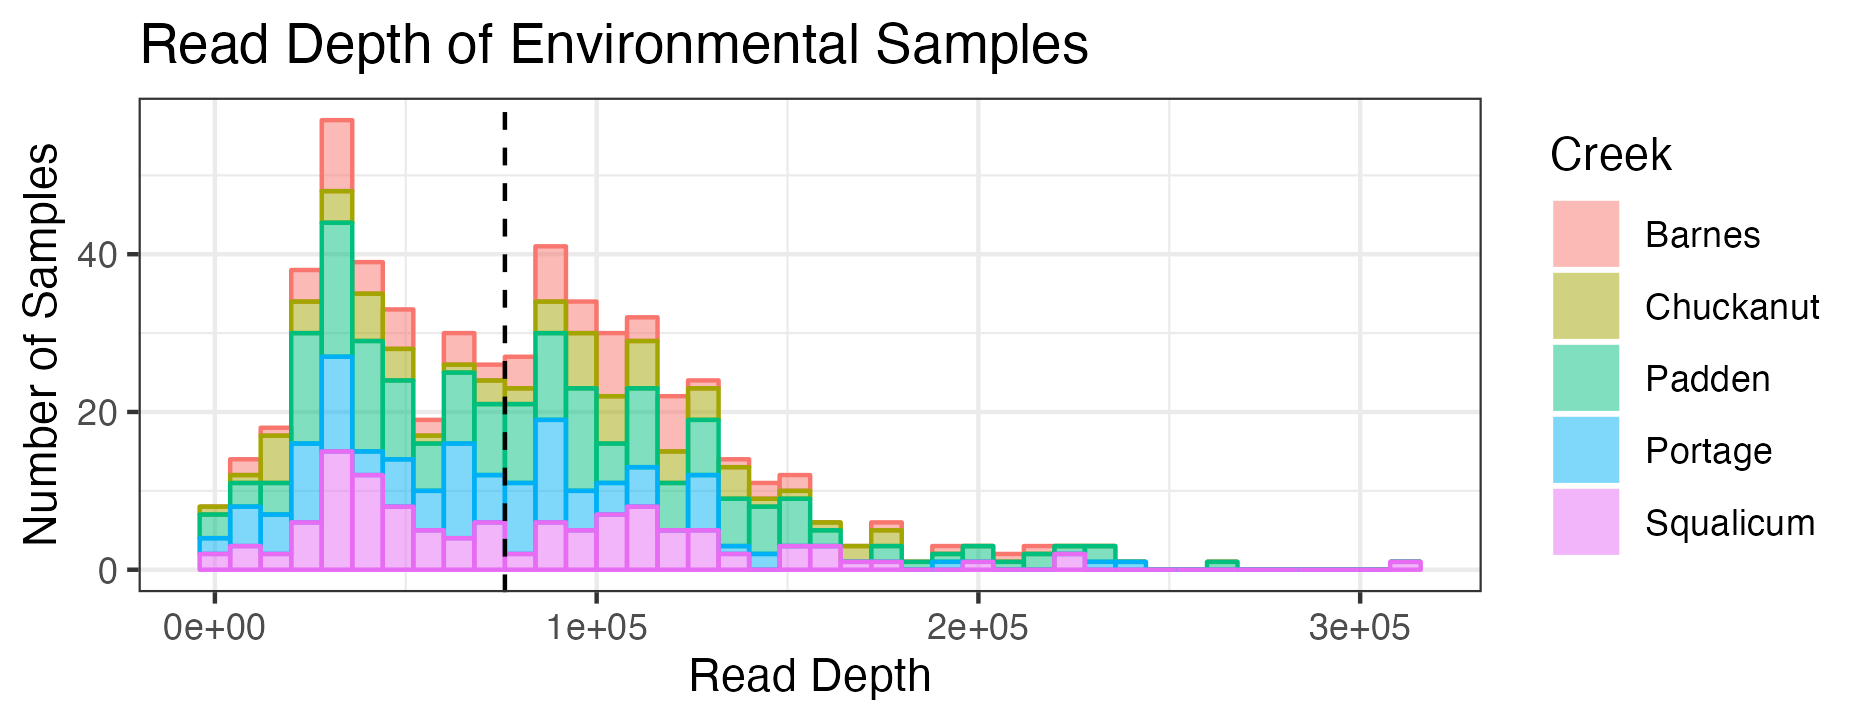 Read Depth of Environmental Samples
Number of Samples
40
20
0
0e+00
1e+05
2e+05
3e+05
Read Depth
Creek
Barnes
Chuckanut
Padden
Portage
Squalicum